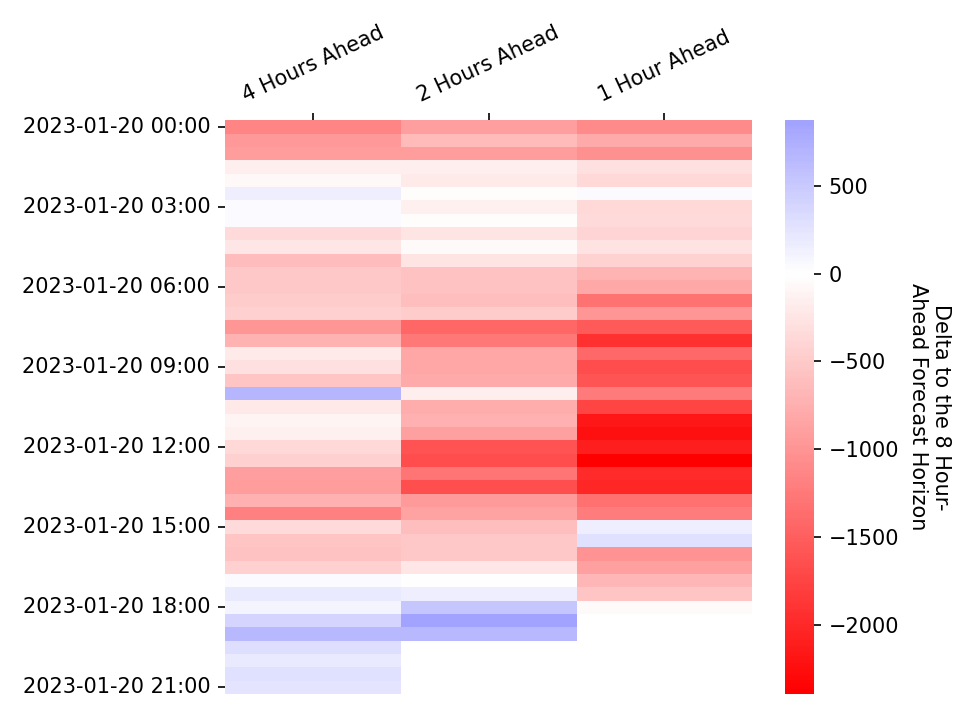 4 Hours Ahead
2 Hours Ahead
1 Hour Ahead
2023-01-20 00:00
2023-01-20 03:00
2023-01-20 06:00
2023-01-20 09:00
2023-01-20 12:00
2023-01-20 15:00
2023-01-20 18:00
2023-01-20 21:00
500
0
−500
−1000
−1500
−2000
Delta to the 8 Hour-
Ahead Forecast Horizon